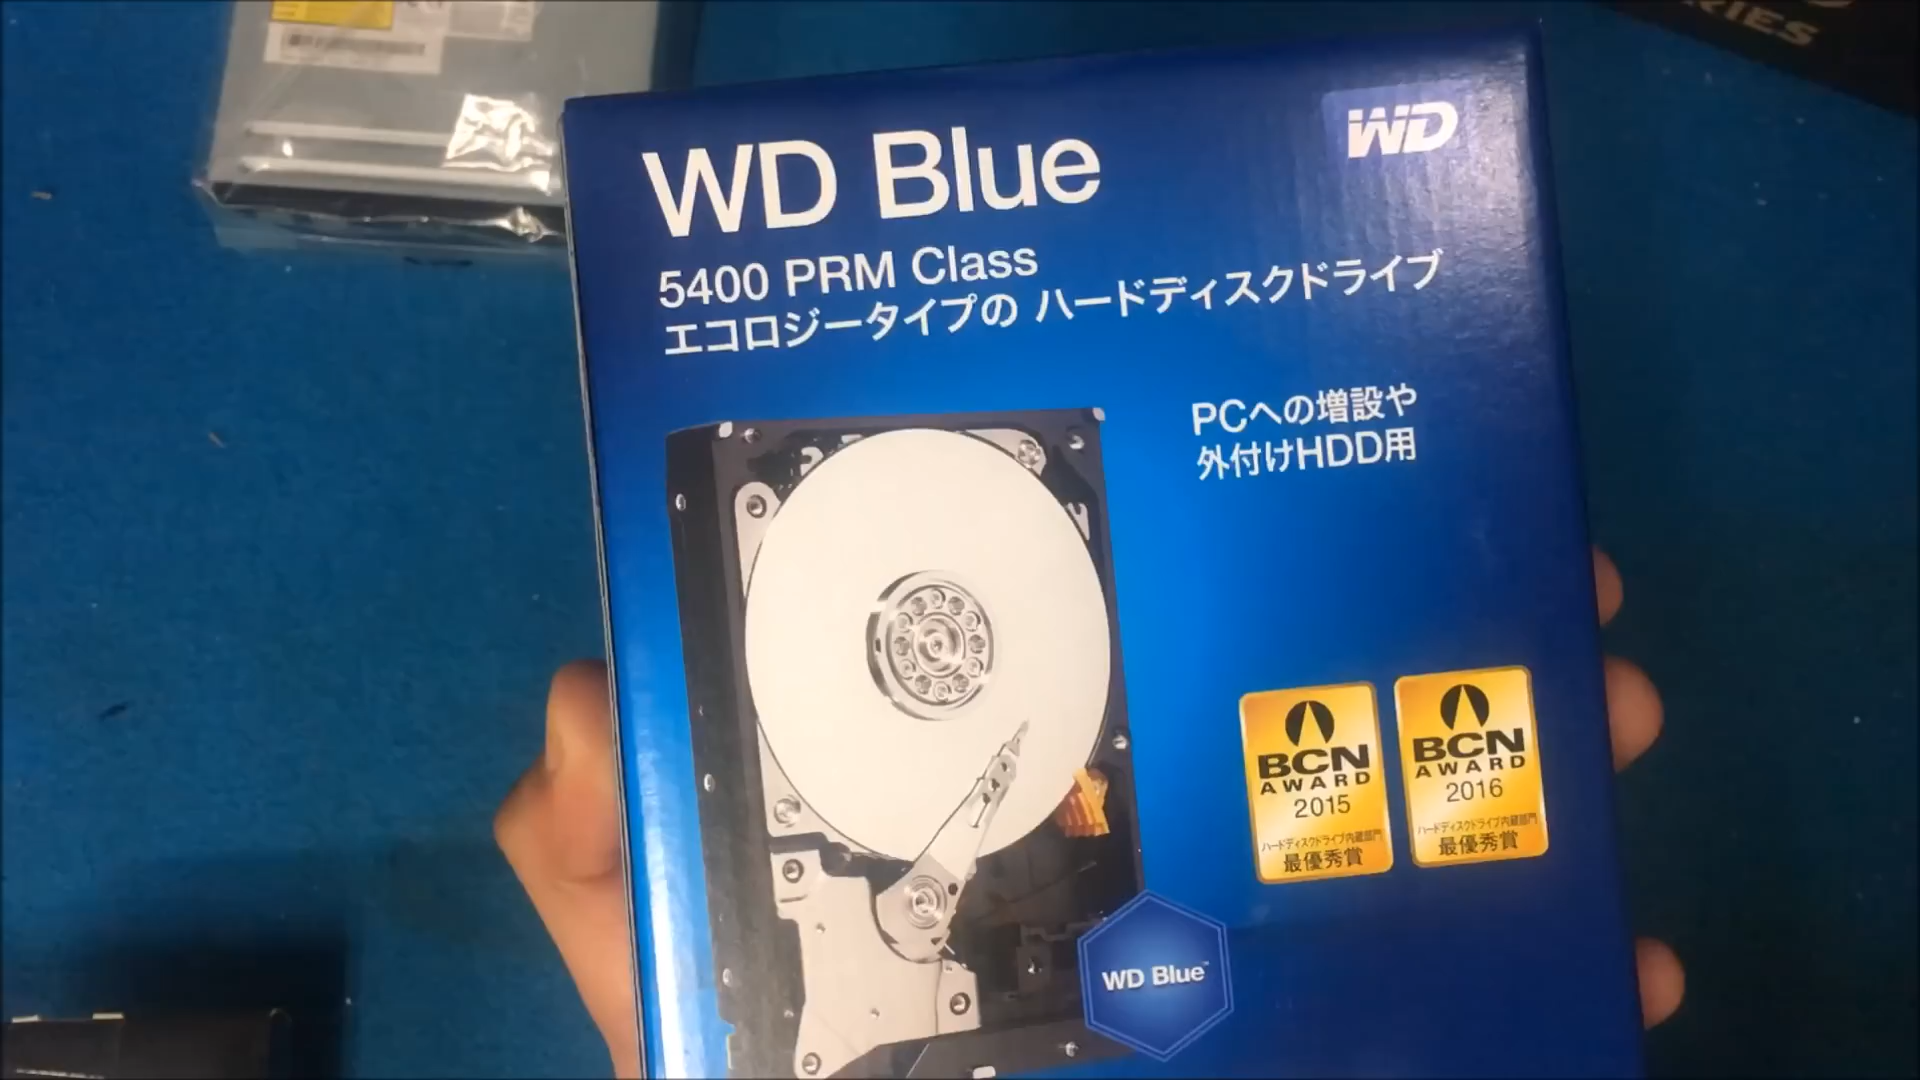 RIES
WD
WD Blue
5400 PRM Class
エコロジータイプの ハードディスクドライブ
PCへの増設や
外付けHDD用
BCN
AWARD
2015
ハードディスクドライブ内蔵部門
最優秀賞
BCN
AWARD
2016
ハードディスクドライブ内蔵部門
最優秀賞
WD Blue™